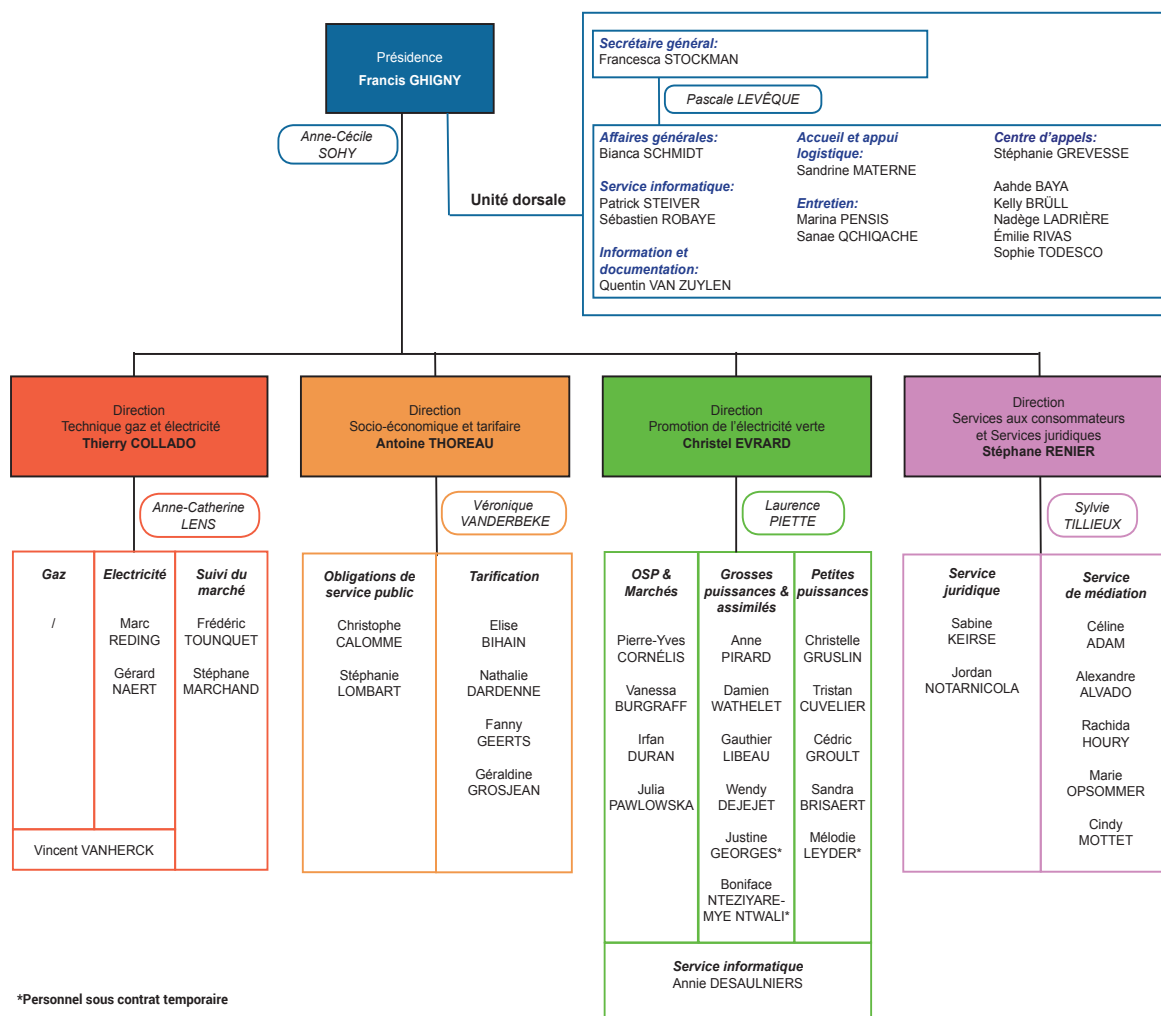 Présidence
Francis GHIGNY
Anne-Cécile
SOHY
Unité dorsale
Secrétaire général:
Francesca STOCKMAN
Pascale LEVÊQUE
Affaires générales:
Bianca SCHMIDT
Service informatique:
Patrick STEIVER
Sébastien ROBAYE
Information et
documentation:
Quentin VAN ZUYLEN
Accueil et appui
logistique:
Sandrine MATERNE
Entretien:
Marina PENSIS
Sanae QCHIQACHE
Centre d'appels:
Stéphanie GREVESSE
Aahde BAYA
Kelly BRÜLL
Nadège LADRIÈRE
Émilie RIVAS
Sophie TODESCO
Direction
Technique gaz et électricité
Thierry COLLADO
Anne-Catherine
LENS
Gaz
/
Electricité
Marc
REDING
Gérard
NAERT
Suivi du
marché
Frédéric
TOUNQUET
Stéphane
MARCHAND
Vincent VANHERCK
Direction
Socio-économique et tarifaire
Antoine THOREAU
Véronique
VANDERBEKE
Obligations de
service public
Christophe
CALOMME
Stéphanie
LOMBART
Tarification
Elise
BIHAIN
Nathalie
DARDENNE
Fanny
GEERTS
Géraldine
GROSJEAN
Direction
Promotion de l'électricité verte
Christel EVRARD
Laurence
PIETTE
OSP &
Marchés
Pierre-Yves
CORNÉLIS
Vanessa
BURGRAFF
Irfan
DURAN
Julia
PAWLOWSKA
Grosses
puissances &
assimilés
Anne
PIRARD
Damien
WATHELET
Gauthier
LIBEAU
Wendy
DEJEJET
Justine
GEORGES*
Boniface
NTEZIYARE-
MYE NTWALI*
Petites
puissances
Christelle
GRUSLIN
Tristan
CUVELIER
Cédric
GROULT
Sandra
BRISAERT
Mélodie
LEYDER*
Service informatique
Annie DESAULNIERS
Direction
Services aux consommateurs
et Services juridiques
Stéphane RENIER
Sylvie
TILLIEUX
Service
juridique
Sabine
KEIRSE
Jordan
NOTARNICOLA
Service
de médiation
Céline
ADAM
Alexandre
ALVADO
Rachida
HOURY
Marie
OPSOMMER
Cindy
MOTTET
*Personnel sous contrat temporaire